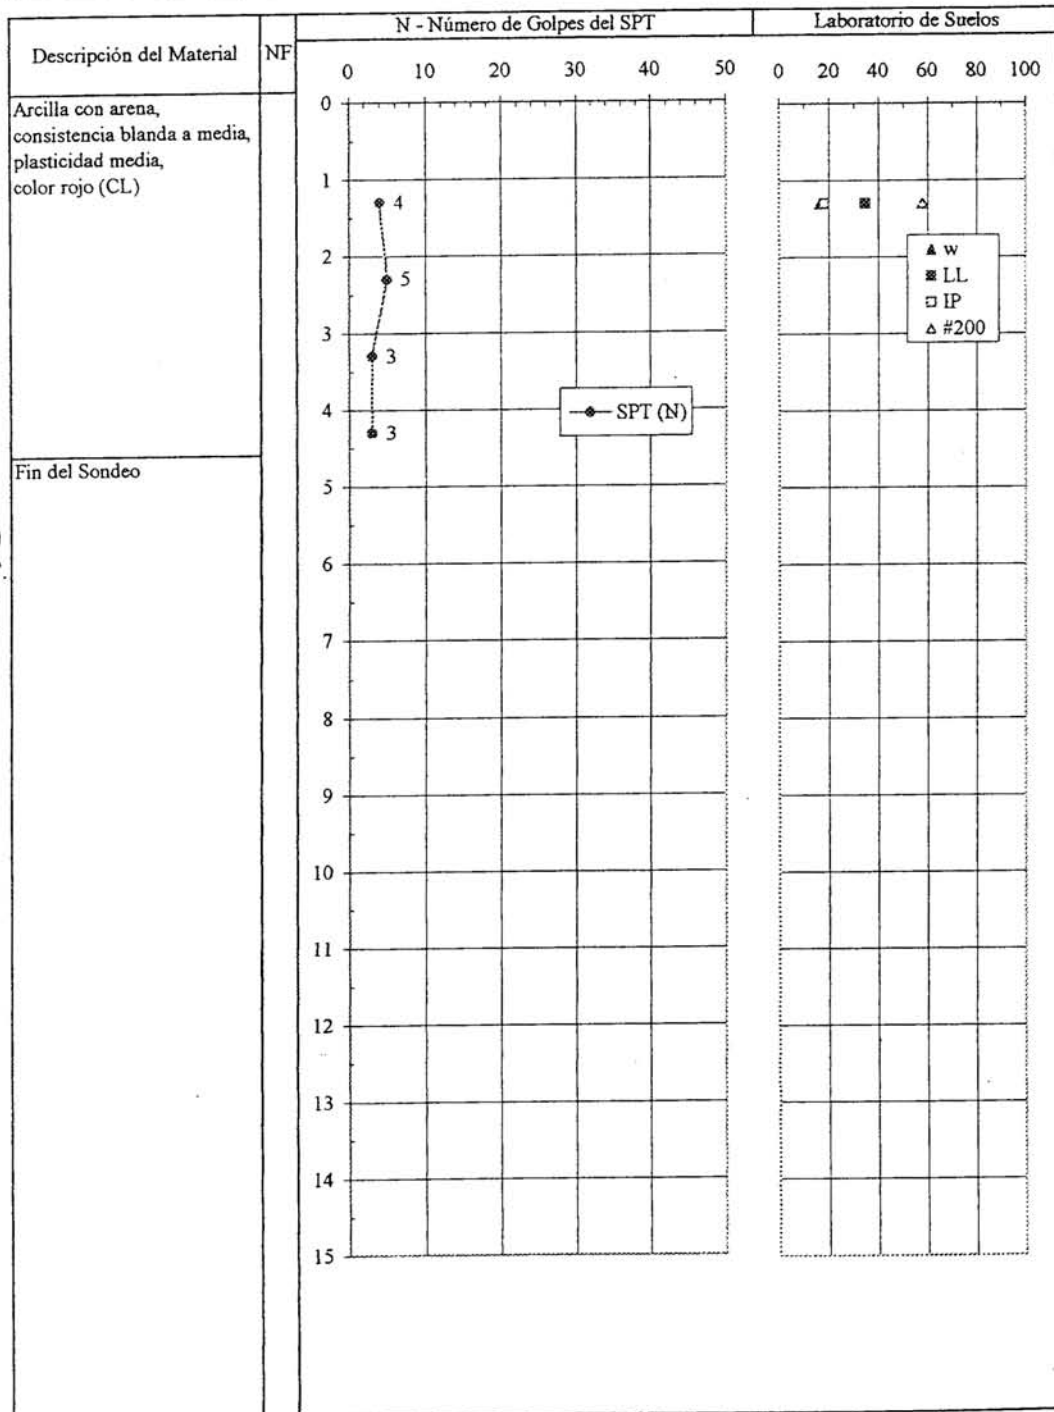 N - Número de Golpes del SPT
Laboratorio de Suelos
Descripción del Material
NF
0 10 20 30 40 50
0 20 40 60 80 100
Arcilla con arena,
consistencia blanda a media,
plasticidad media,
color rojo (CL)
Fin del Sondeo
0
1
2
3
4
5
6
7
8
9
10
11
12
13
14
15
4
5
3
3
SPT (N)
w
LL
IP
#200